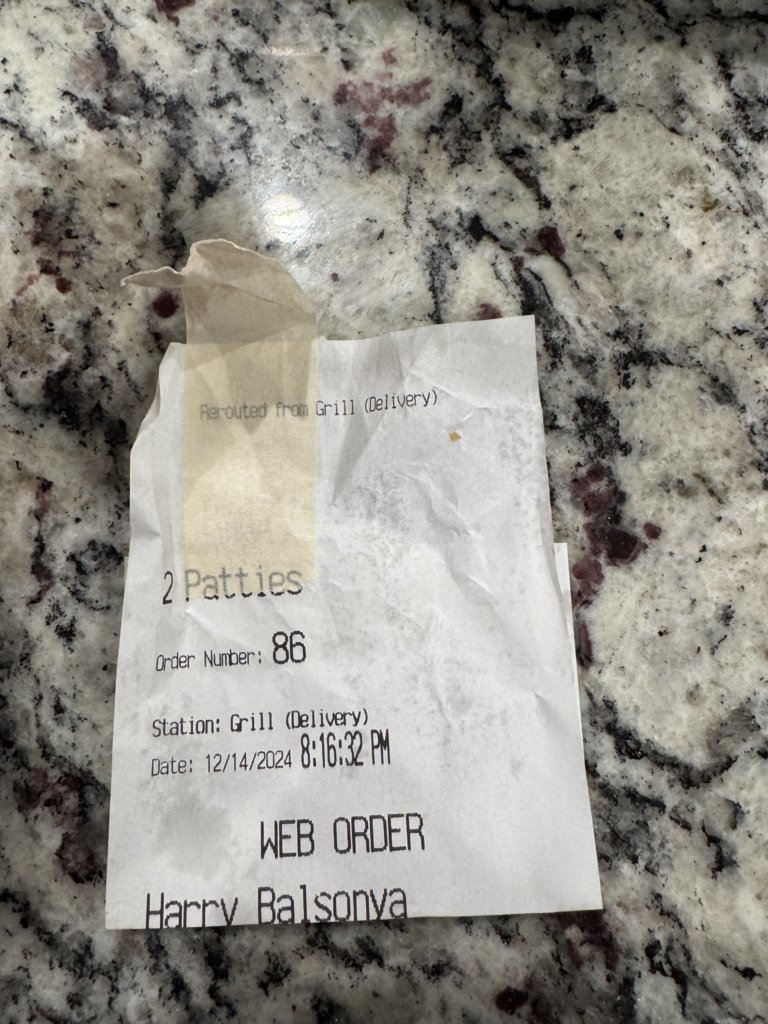 Rerouted from Grill (Delivery)
2 Patties
Order Number: 86
Station: Grill (Delivery)
Date: 12/14/2024 8:16:32 PM
WEB ORDER
Harry Balsonya